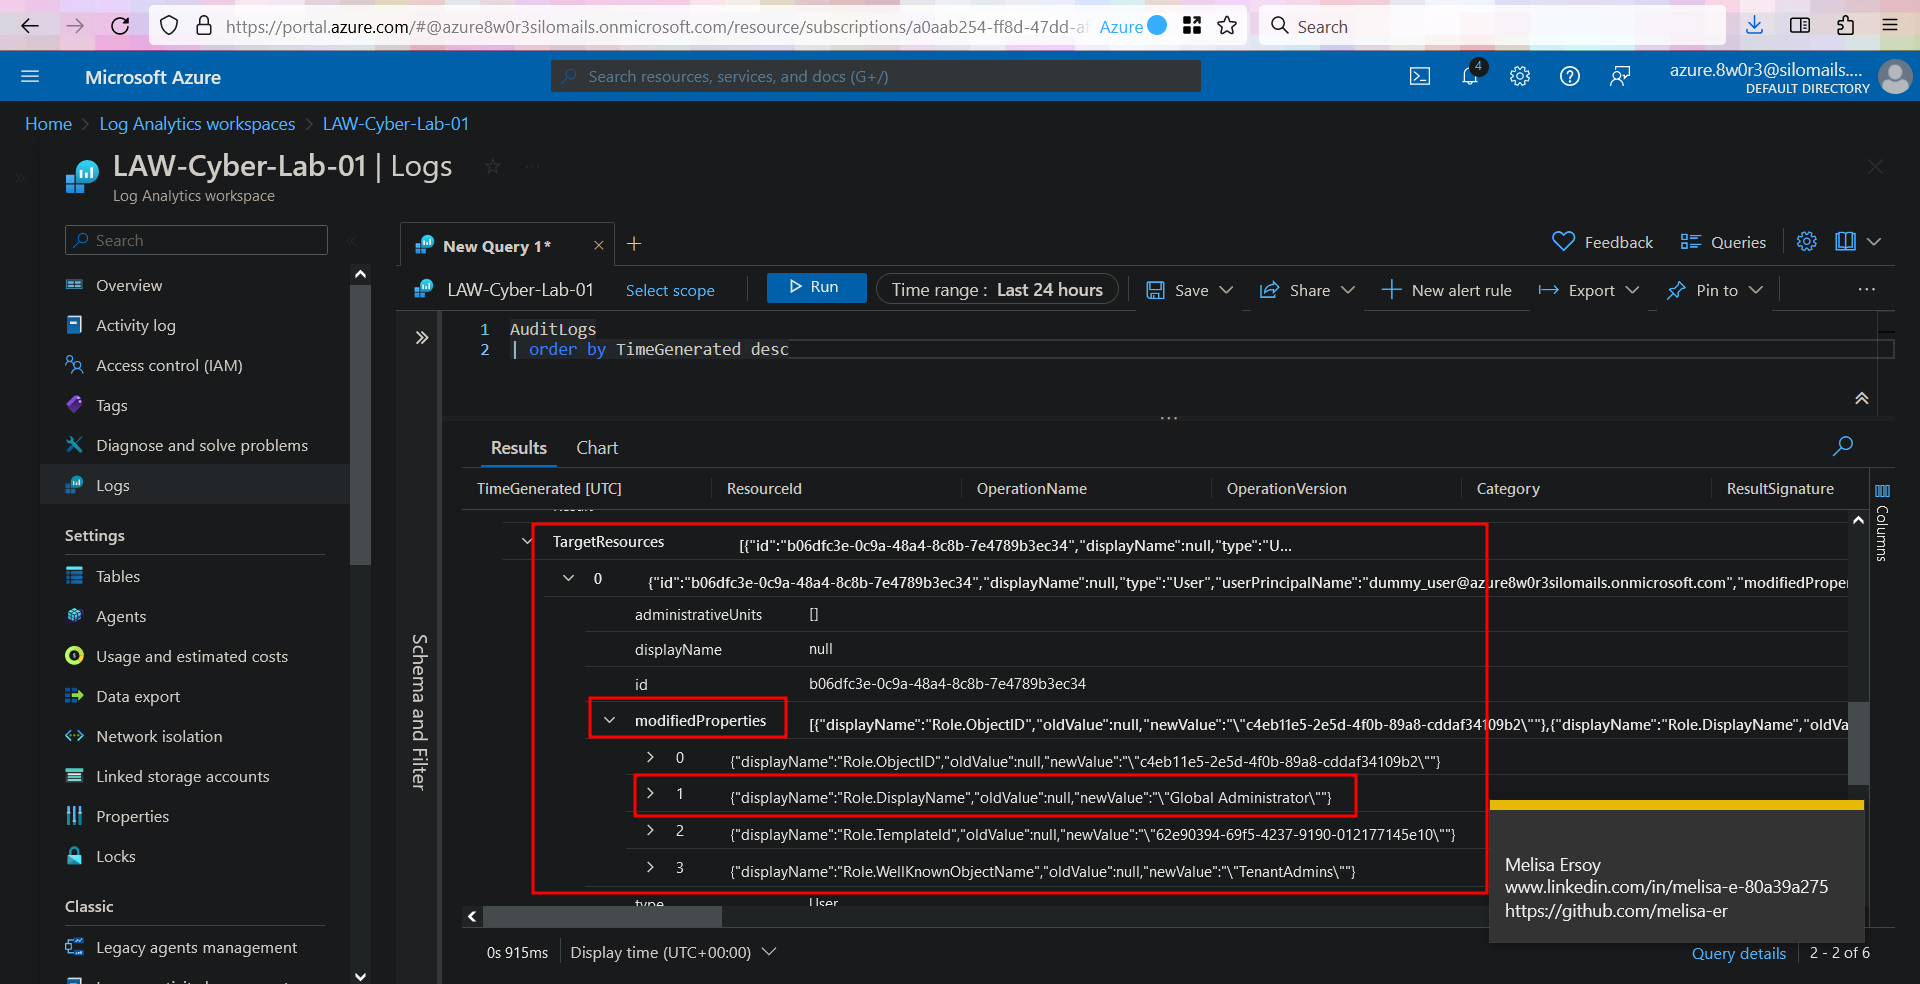 https://portal.azure.com/#@azure8w0r3silomails.onmicrosoft.com/resource/subscriptions/a0aab254-ff8d-47dd-af
Azure
Search
Microsoft Azure
Search resources, services, and docs (G+/)
4
azure.8w0r3@silomails....
DEFAULT DIRECTORY
Home > Log Analytics workspaces > LAW-Cyber-Lab-01
LAW-Cyber-Lab-01 | Logs
Log Analytics workspace
Search
Overview
Activity log
Access control (IAM)
Tags
Diagnose and solve problems
Logs
Settings
Tables
Agents
Usage and estimated costs
Data export
Network isolation
Linked storage accounts
Properties
Locks
Classic
Legacy agents management
New Query 1*
Feedback
Queries
LAW-Cyber-Lab-01
Select scope
Run
Time range : Last 24 hours
Save
Share
New alert rule
Export
Pin to
Schema and Filter
1 AuditLogs
2 | order by TimeGenerated desc
Results
Chart
TimeGenerated [UTC]
ResourceId
OperationName
OperationVersion
Category
ResultSignature
Columns
TargetResources [{"id":"b06dfc3e-0c9a-48a4-8c8b-7e4789b3ec34","displayName":null,"type":"U...
0 {"id":"b06dfc3e-0c9a-48a4-8c8b-7e4789b3ec34","displayName":null,"type":"User","userPrincipalName":"dummy_user@azure8w0r3silomails.onmicrosoft.com","modifiedProper
administrativeUnits []
displayName null
id b06dfc3e-0c9a-48a4-8c8b-7e4789b3ec34
modifiedProperties [{"displayName":"Role.ObjectID","oldValue":null,"newValue":"\"c4eb11e5-2e5d-4f0b-89a8-cddaf34109b2\""},{"displayName":"Role.DisplayName","oldVa
0 {"displayName":"Role.ObjectID","oldValue":null,"newValue":"\"c4eb11e5-2e5d-4f0b-89a8-cddaf34109b2\""}
1 {"displayName":"Role.DisplayName","oldValue":null,"newValue":"\"Global Administrator\""}
2 {"displayName":"Role.TemplateId","oldValue":null,"newValue":"\"62e90394-69f5-4237-9190-012177145e10\""}
3 {"displayName":"Role.WellKnownObjectName","oldValue":null,"newValue":"\"TenantAdmins\""}
type User
Melisa Ersoy
www.linkedin.com/in/melisa-e-80a39a275
https://github.com/melisa-er
0s 915ms
Display time (UTC+00:00)
Query details
2 - 2 of 6